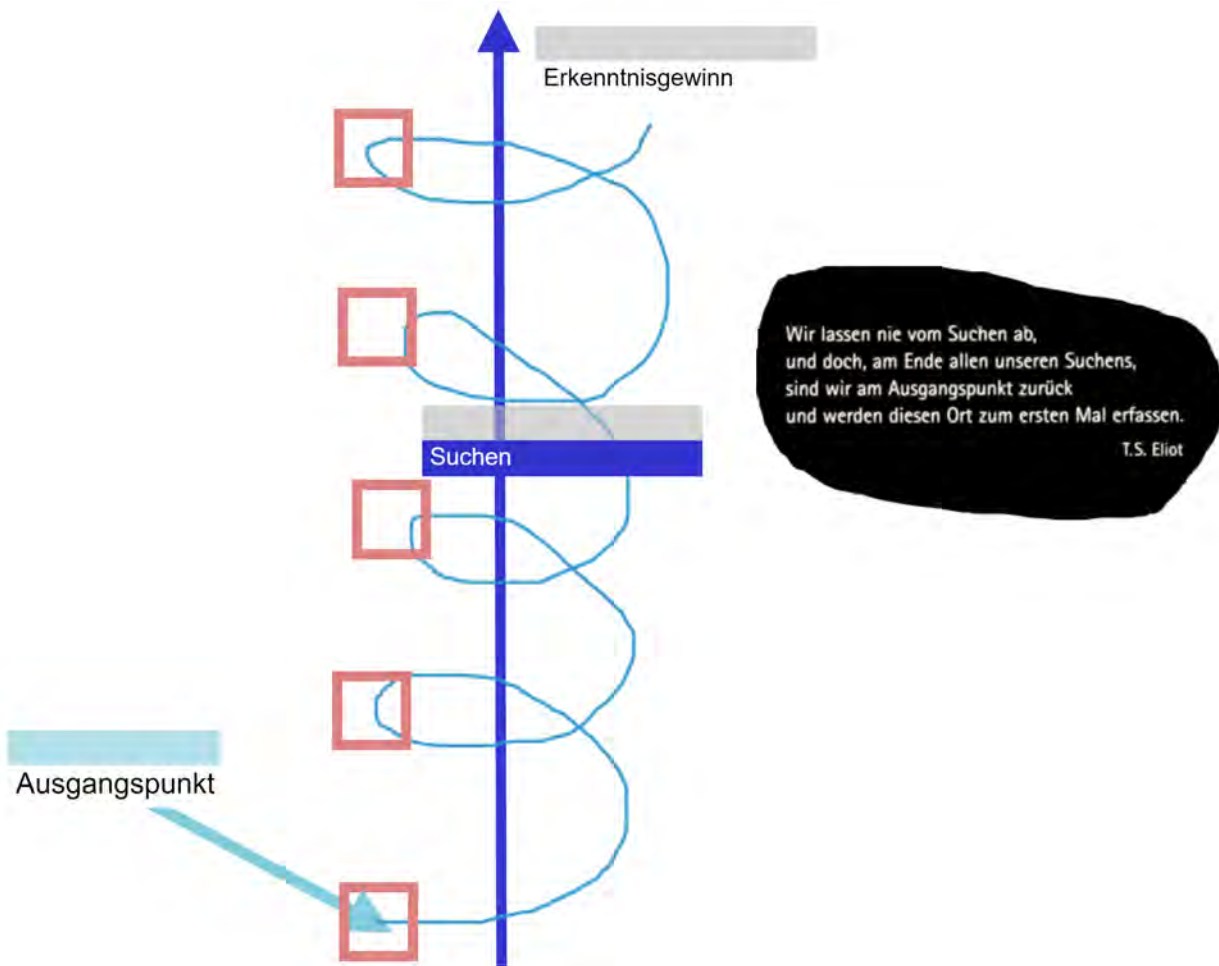 Erkenntnisgewinn
Wir lassen nie vom Suchen ab,
und doch, am Ende allen unseren Suchens,
sind wir am Ausgangspunkt zurück
und werden diesen Ort zum ersten Mal erfassen.
T.S. Eliot
Suchen
Ausgangspunkt